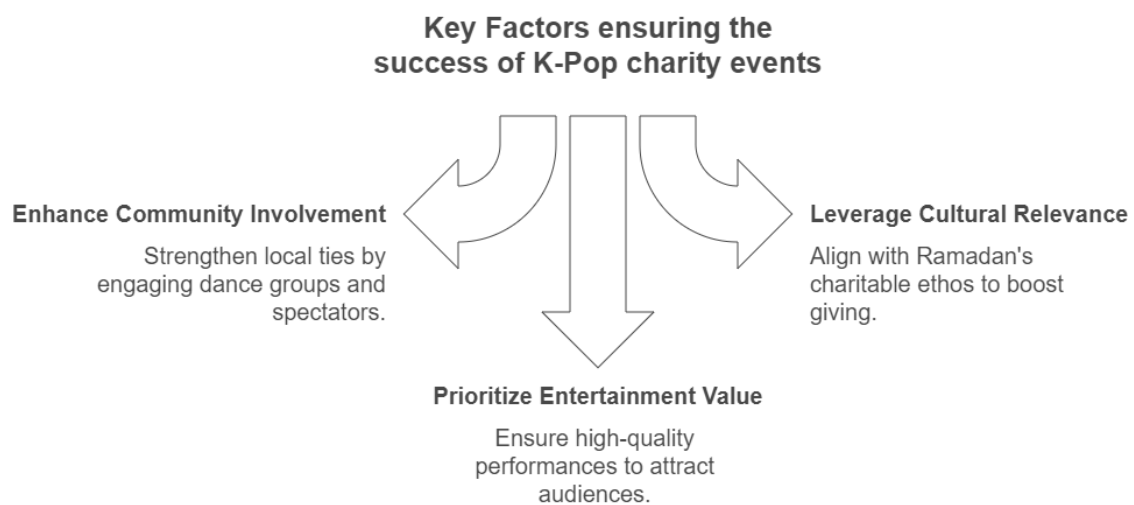 Key Factors ensuring the
success of K-Pop charity events
Enhance Community Involvement
Strengthen local ties by
engaging dance groups and
spectators.
Leverage Cultural Relevance
Align with Ramadan's
charitable ethos to boost
giving.
Prioritize Entertainment Value
Ensure high-quality
performances to attract
audiences.